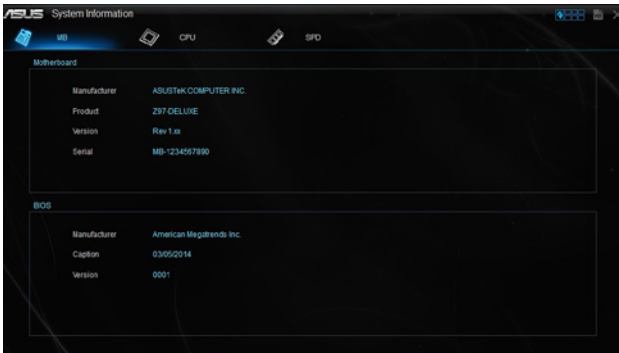 ASUS System Information
MB CPU SPD
Motherboard
Manufacturer ASUSTeK COMPUTER INC.
Product Z97-DELUXE
Version Rev 1.xx
Serial MB-1234567890
BIOS
Manufacturer American Megatrends Inc.
Caption 03/05/2014
Version 0001